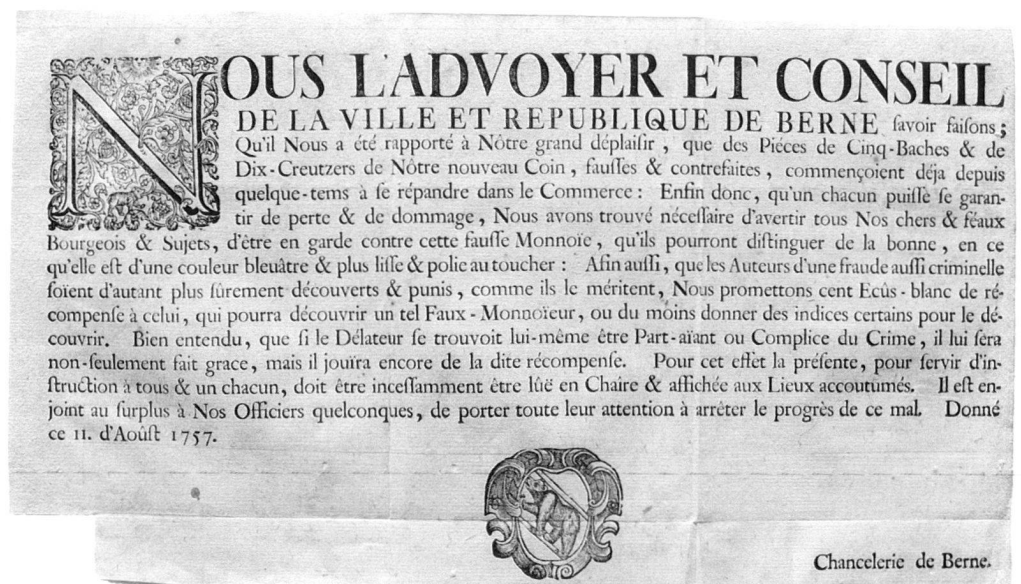 NOUS L'ADVOYER ET CONSEIL
DE LA VILLE ET REPUBLIQUE DE BERNE ſavoir faiſons;
Qu'il Nous a été rapporté à Nôtre grand déplaiſir, que des Piéces de Cinq-Baches & de
Dix-Creutzers de Nôtre nouveau Coin, fauſſes & contrefaites, commençoient déja depuis
quelque-tems à ſe répandre dans le Commerce: Enfin donc, qu'un chacun puiſſe ſe garan-
tir de perte & de dommage, Nous avons trouvé néceſſaire d'avertir tous Nos chers & féaux
Bourgeois & Sujets, d'être en garde contre cette fauſſe Monnoïe, qu'ils pourront diſtinguer de la bonne, en ce
qu'elle eſt d'une couleur bleuâtre & plus liſſe & polie au toucher: Afin auſſi, que les Auteurs d'une fraude auſſi criminelle
ſoïent d'autant plus ſûrement découverts & punis, comme ils le méritent, Nous promettons cent Ecûs-blanc de ré-
compenſe à celui, qui pourra découvrir un tel Faux-Monnoïeur, ou du moins donner des indices certains pour le dé-
couvrir. Bien entendu, que ſi le Délateur ſe trouvoit lui-même être Part-aïant ou Complice du Crime, il lui ſera
non-ſeulement fait grace, mais il jouïra encore de la dite récompenſe. Pour cet effèt la préſente, pour ſervir d'in-
ſtruction à tous & un chacun, doit être inceſſamment être lûë en Chaire & affichée aux Lieux accoutumés. Il eſt en-
joint au ſurplus à Nos Officiers quelconques, de porter toute leur attention à arrêter le progrès de ce mal. Donné
ce 11. d'Aoûſt 1757.
Chancelerie de Berne.